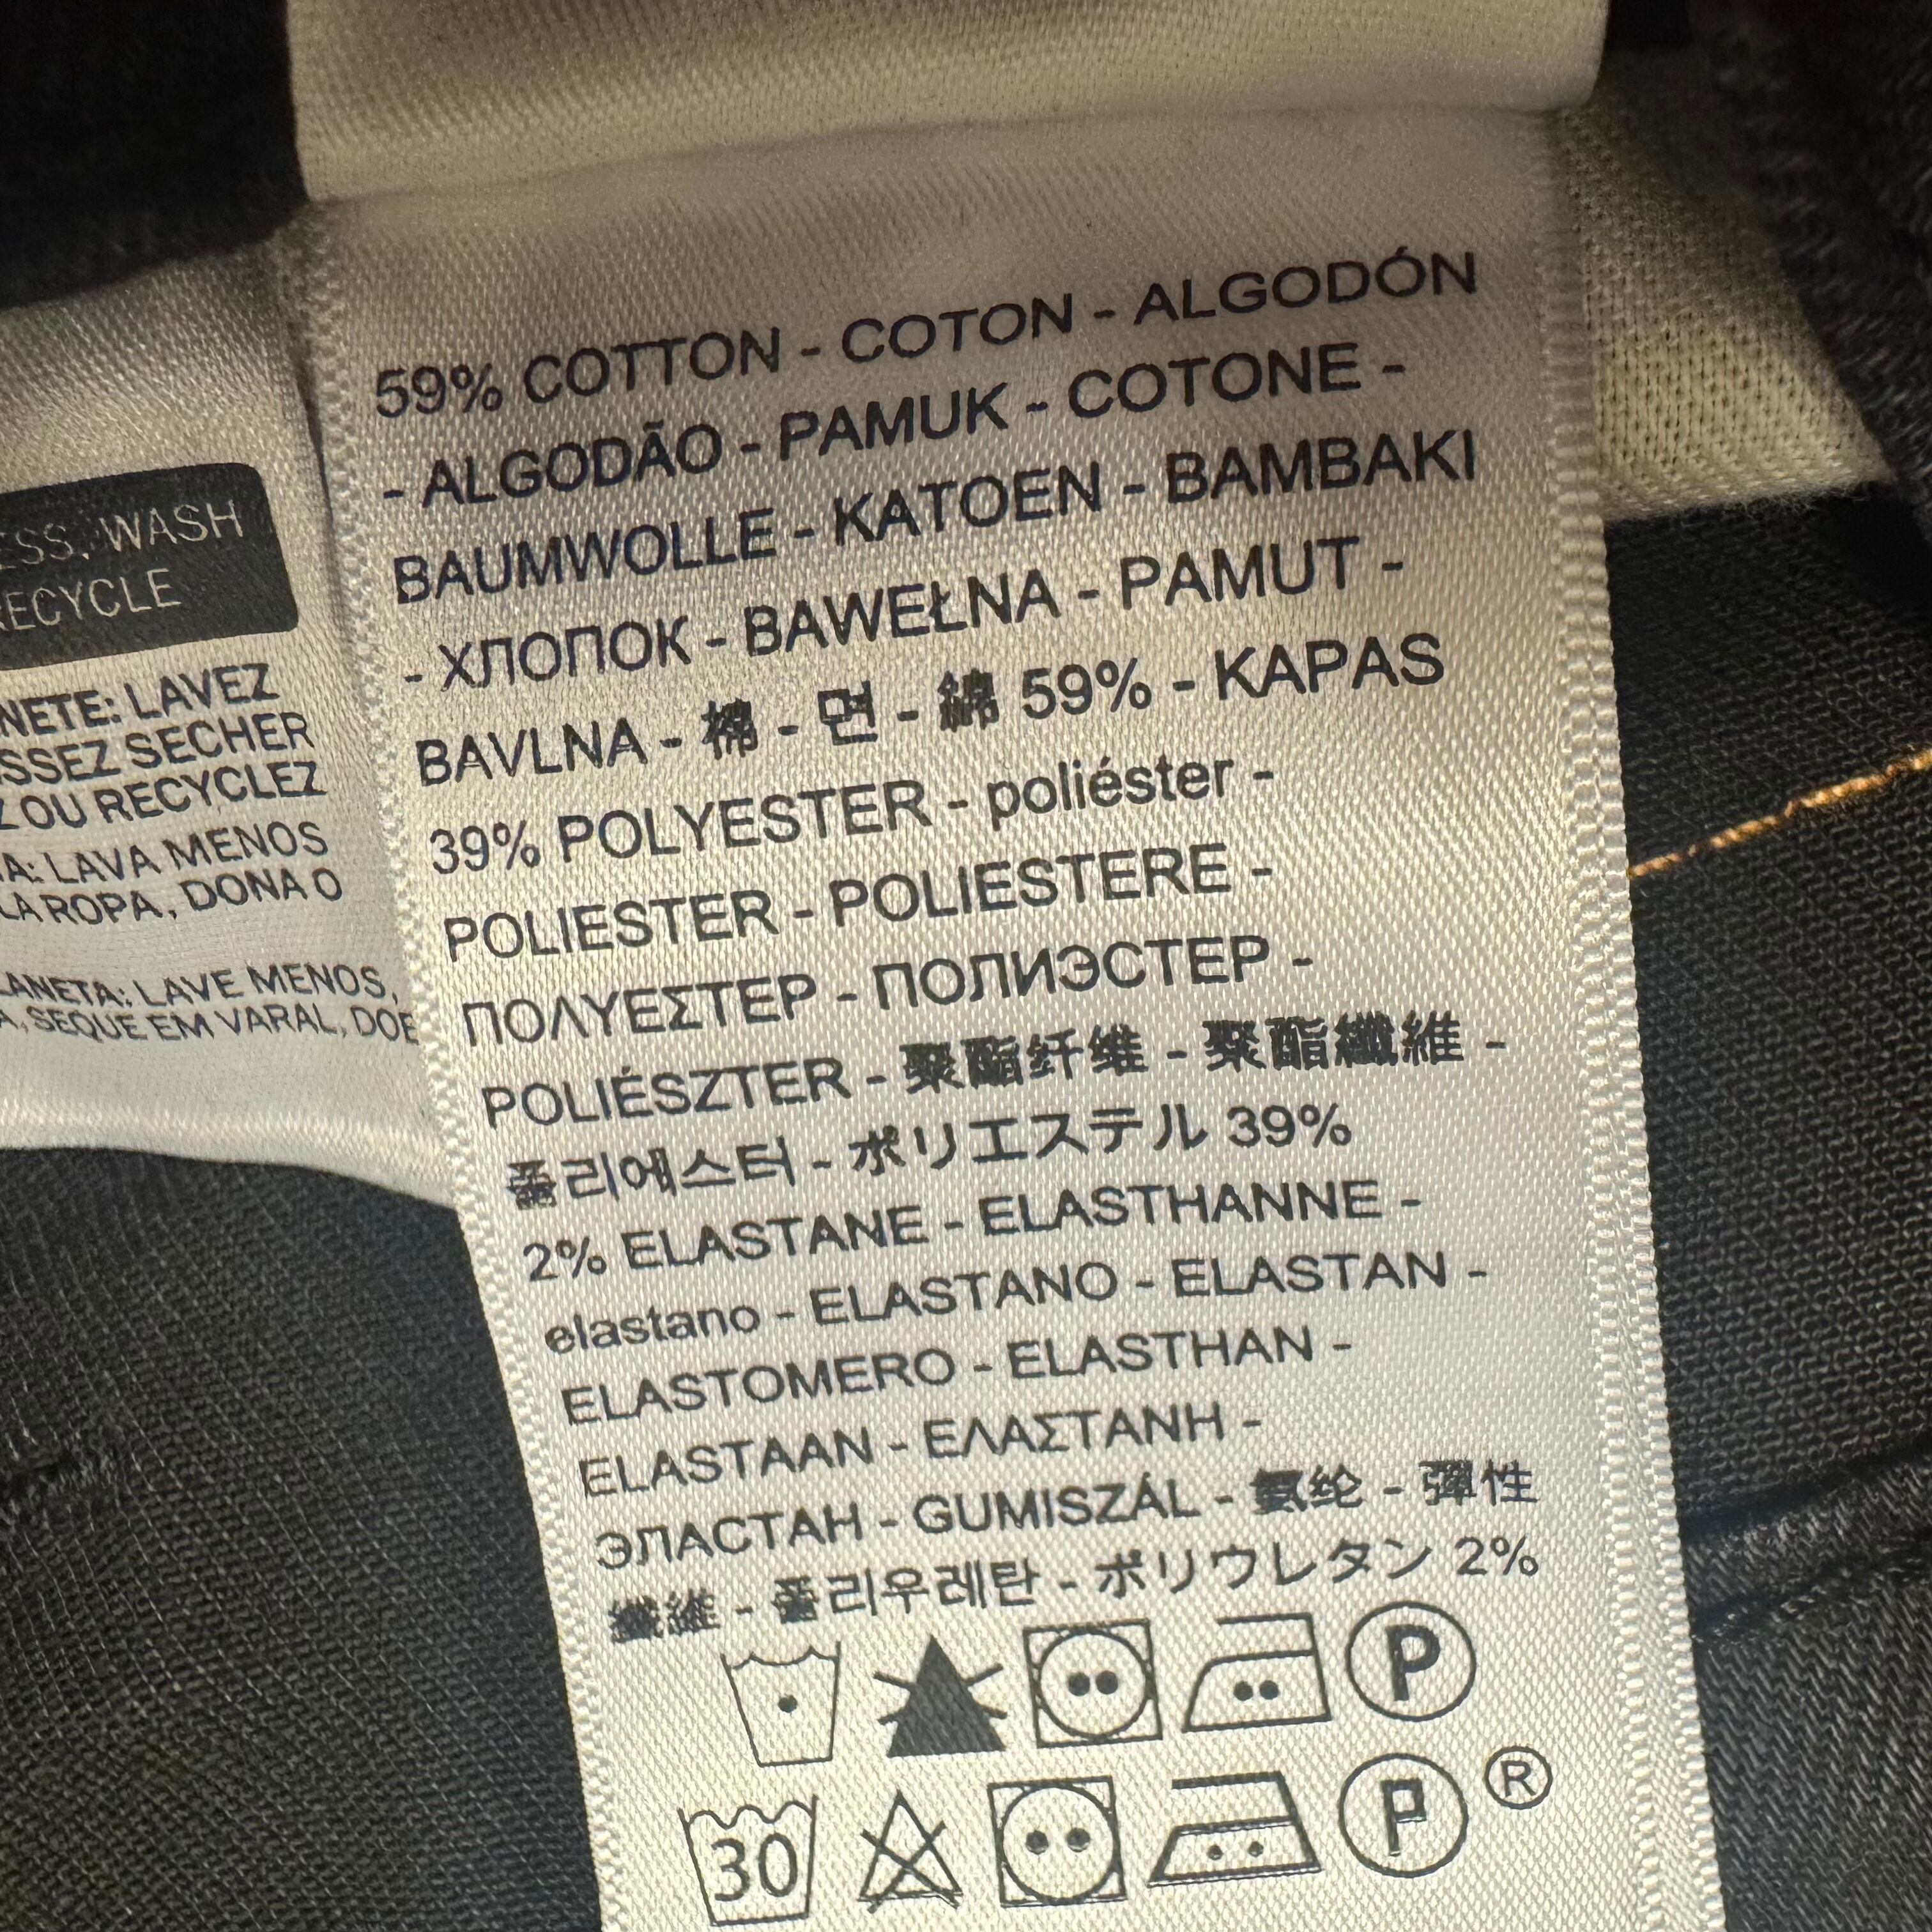 ESS, WASH
RECYCLE
NETE: LAVEZ
SSEZ SECHER
Z OU RECYCLEZ
A: LAVA MENOS
LA ROPA, DONA O
LANETA: LAVE MENOS,
A, SEQUE EM VARAL, DOE
59% COTTON - COTON - ALGODÓN
- ALGODÃO - PAMUK - COTONE -
BAUMWOLLE - KATOEN - BAMBAKI
- ХЛОПОК - BAWEŁNA - PAMUT -
BAVLNA - 棉 - 면 - 綿 59% - KAPAS
39% POLYESTER - poliéster -
POLIESTER - POLIESTERE -
ΠΟΛΥΕΣΤΕΡ - ПОЛИЭСТЕР -
POLIÉSZTER - 聚酯纤维 - 聚酯纖維 -
폴리에스터 - ポリエステル 39%
2% ELASTANE - ELASTHANNE -
elastano - ELASTANO - ELASTAN -
ELASTOMERO - ELASTHAN -
ELASTAAN - ΕΛΑΣΤΑΝΗ -
ЭЛАСТАН - GUMISZÁL - 氨纶 - 彈性
纖維 - 폴리우레탄 - ポリウレタン 2%
P
30 P ®